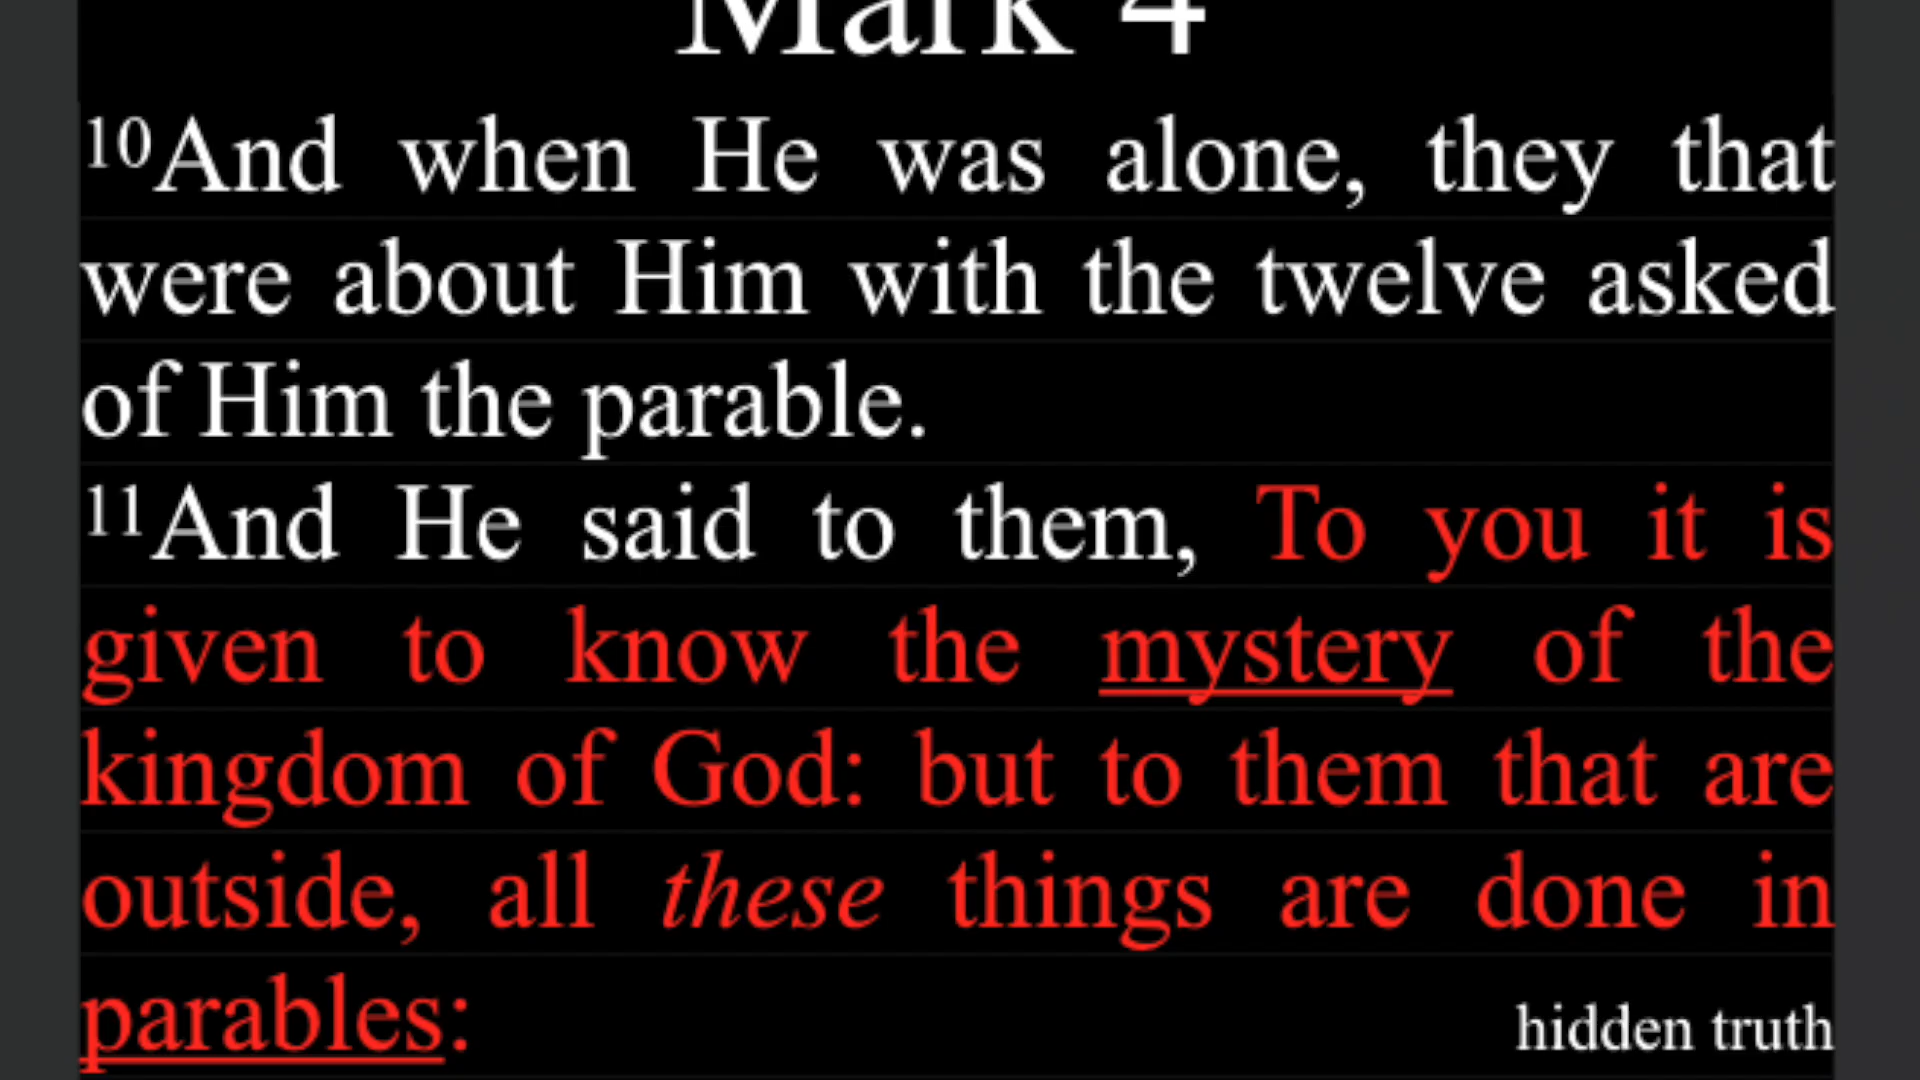 Mark 4
10And when He was alone, they that
were about Him with the twelve asked
of Him the parable.
11And He said to them, To you it is
given to know the mystery of the
kingdom of God: but to them that are
outside, all these things are done in
parables: hidden truth